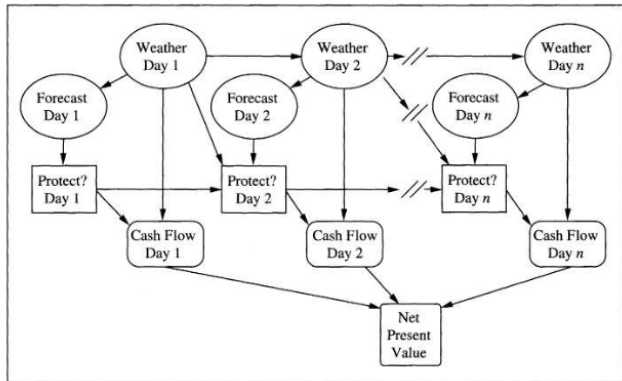 Weather
Day 1
Weather
Day 2
Weather
Day n
Forecast
Day 1
Forecast
Day 2
Forecast
Day n
Protect?
Day 1
Protect?
Day 2
Protect?
Day n
Cash Flow
Day 1
Cash Flow
Day 2
Cash Flow
Day n
Net
Present
Value